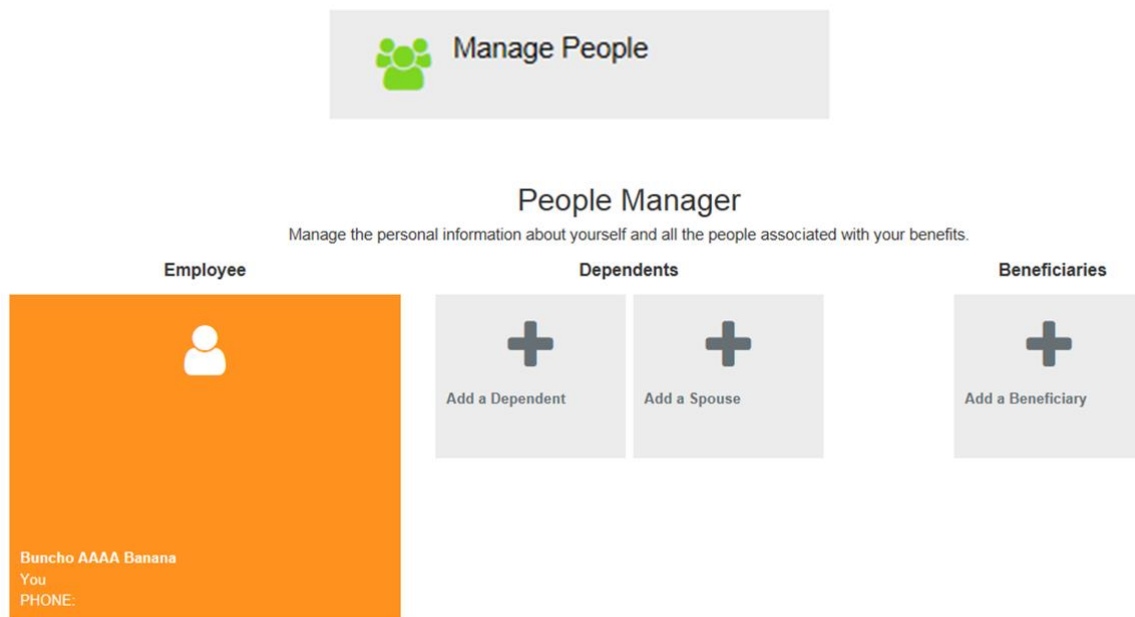 Manage People
People Manager
Manage the personal information about yourself and all the people associated with your benefits.
Employee
Dependents
Beneficiaries
Add a Dependent
Add a Spouse
Add a Beneficiary
Buncho AAAA Banana
You
PHONE: